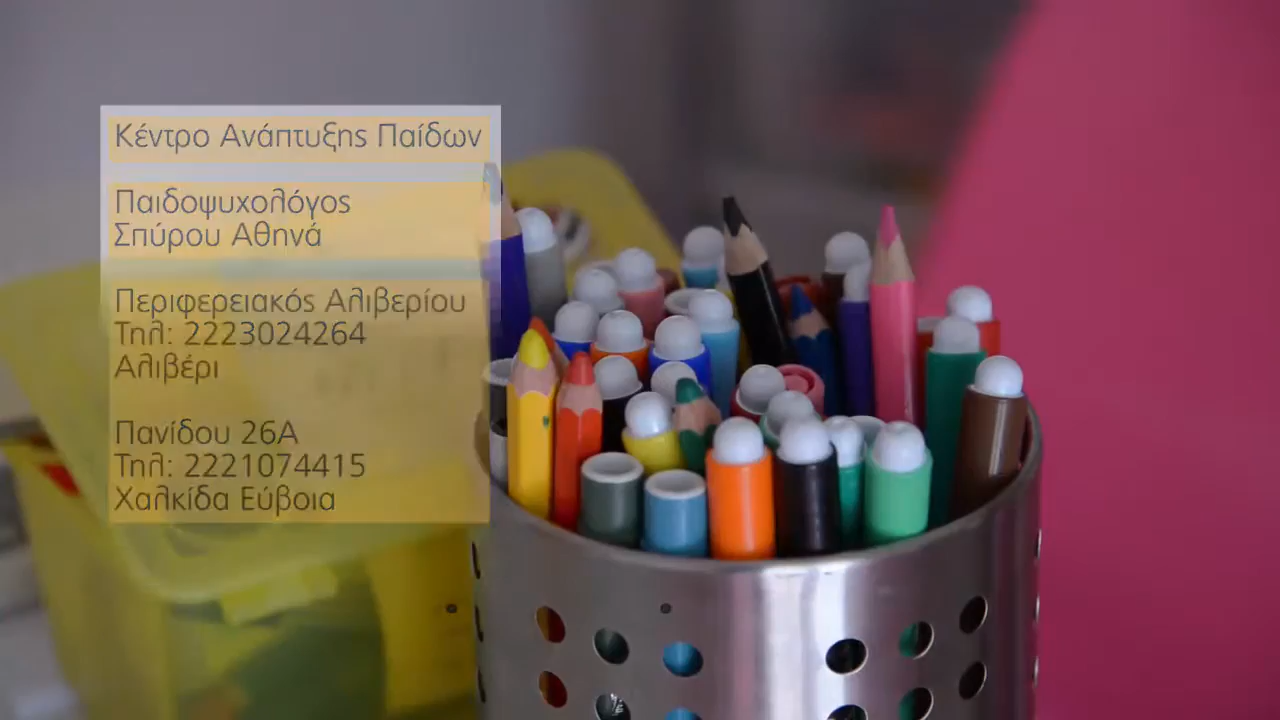 Κέντρο Ανάπτυξης Παίδων
Παιδοψυχολόγος
Σπύρου Αθηνά
Περιφερειακός Αλιβερίου
Τηλ: 2223024264
Αλιβέρι
Πανίδου 26Α
Τηλ: 2221074415
Χαλκίδα Εύβοια